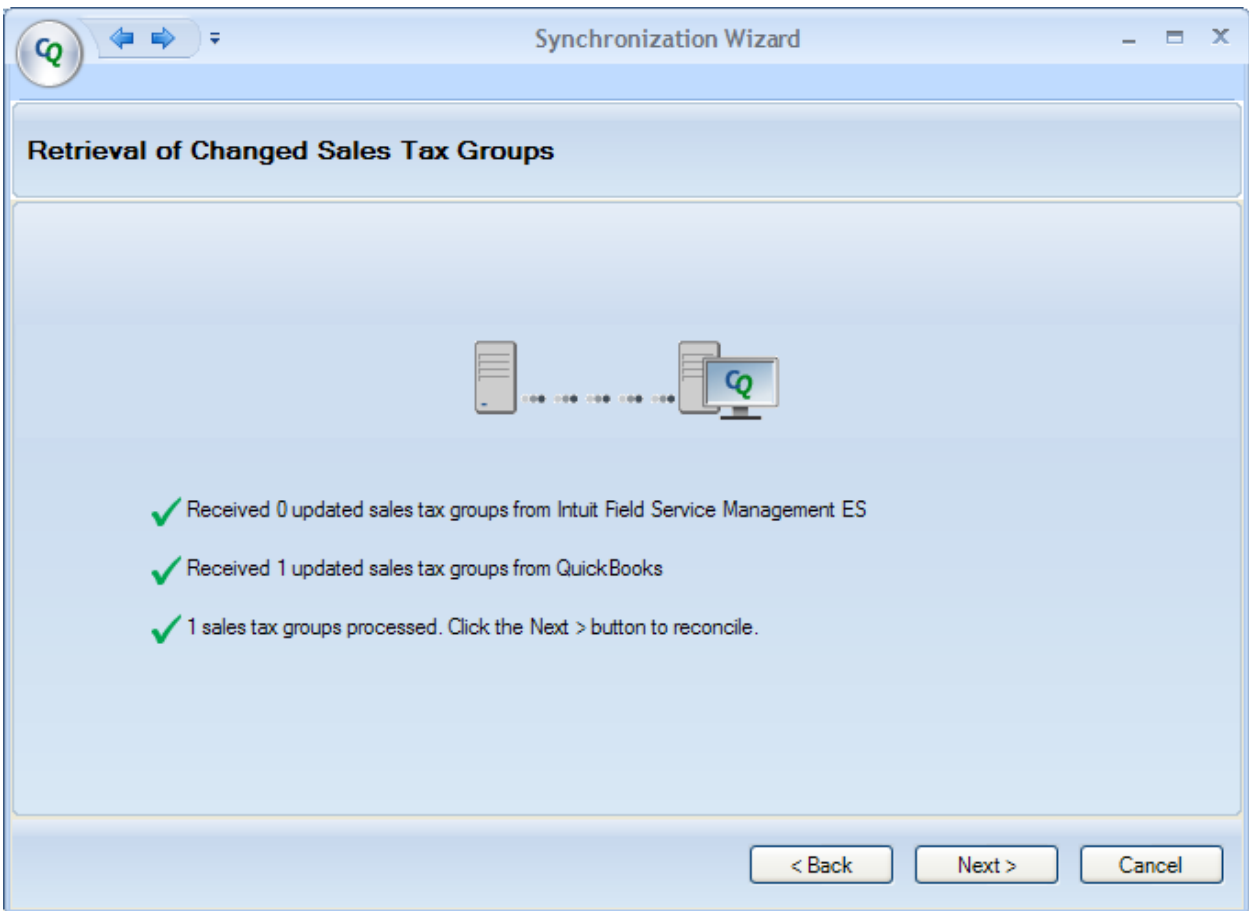 CQ
Synchronization Wizard
Retrieval of Changed Sales Tax Groups
CQ
Received 0 updated sales tax groups from Intuit Field Service Management ES
Received 1 updated sales tax groups from QuickBooks
1 sales tax groups processed. Click the Next > button to reconcile.
< Back Next > Cancel